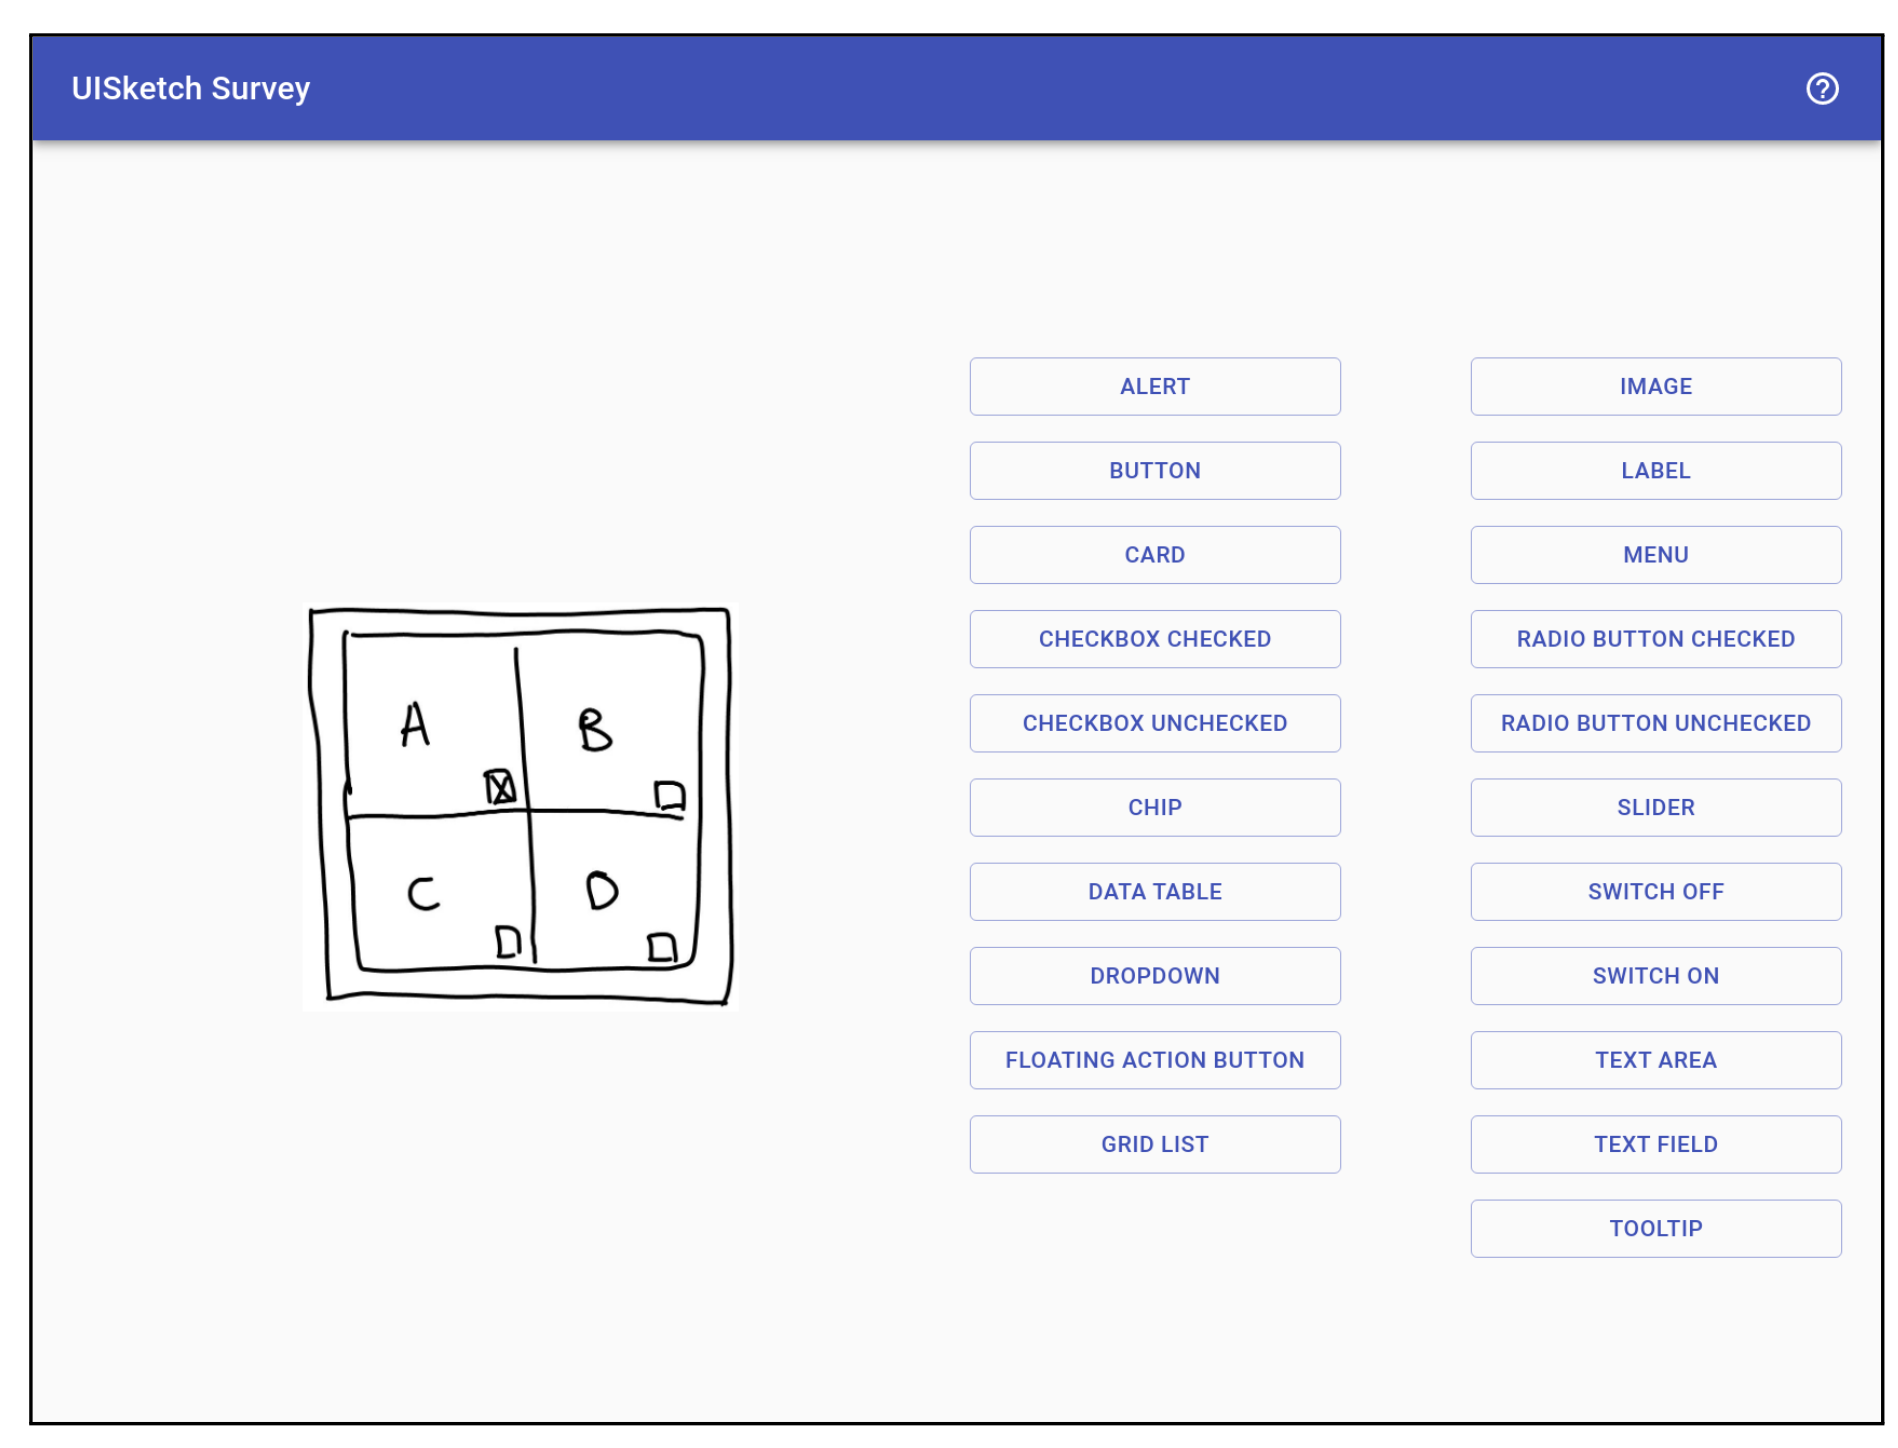 UISketch Survey
A B
C D
ALERT
BUTTON
CARD
CHECKBOX CHECKED
CHECKBOX UNCHECKED
CHIP
DATA TABLE
DROPDOWN
FLOATING ACTION BUTTON
GRID LIST
IMAGE
LABEL
MENU
RADIO BUTTON CHECKED
RADIO BUTTON UNCHECKED
SLIDER
SWITCH OFF
SWITCH ON
TEXT AREA
TEXT FIELD
TOOLTIP